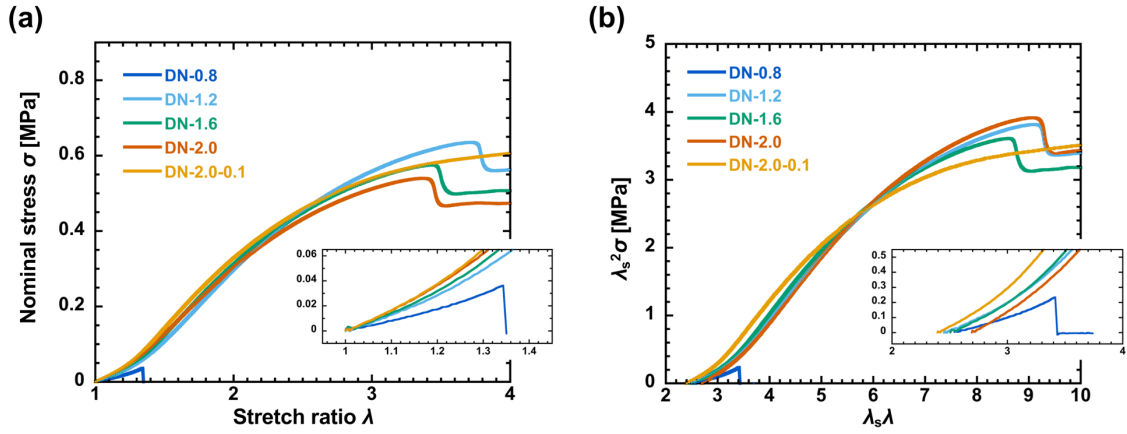 (a)
Nominal stress σ [MPa]
0.8
0.6
0.4
0.2
0
DN-0.8
DN-1.2
DN-1.6
DN-2.0
DN-2.0-0.1
0.06
0.04
0.02
0
1 1.1 1.2 1.3 1.4
1 2 3 4
Stretch ratio λ
(b)
λs²σ [MPa]
5
4
3
2
1
0
DN-0.8
DN-1.2
DN-1.6
DN-2.0
DN-2.0-0.1
0.5
0.4
0.3
0.2
0.1
0
2 3 4
2 3 4 5 6 7 8 9 10
λsλ